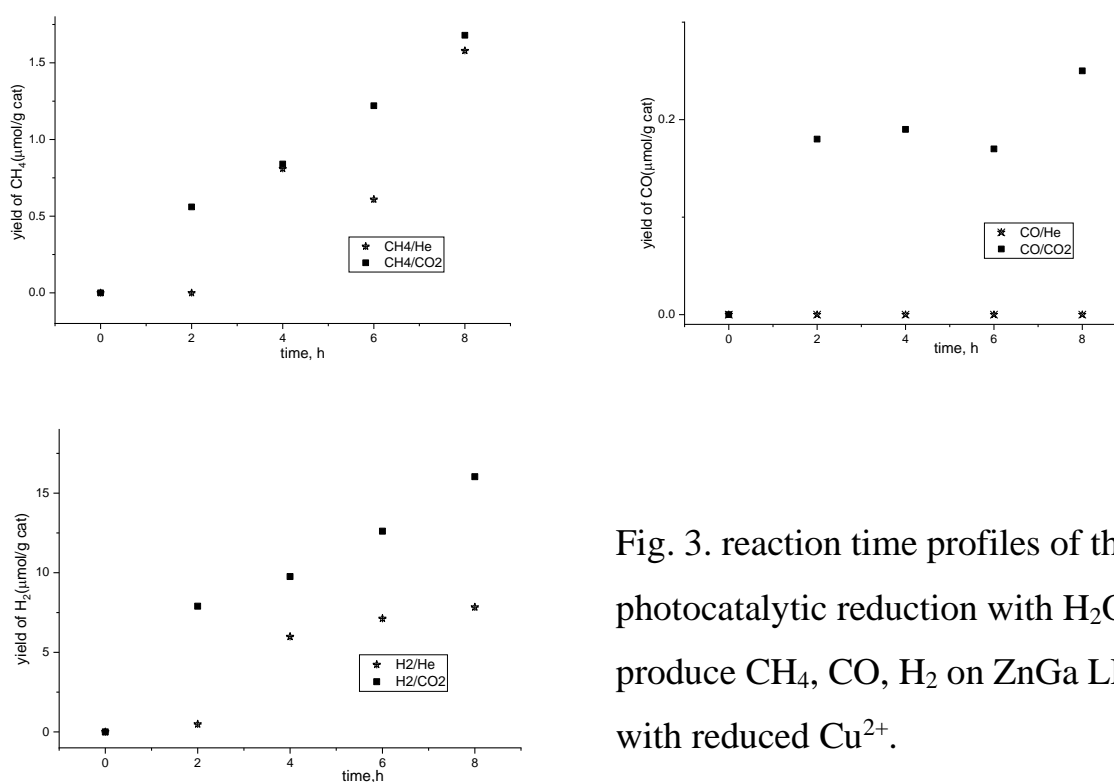 yield of CH₄(μmol/g cat)
1.5
1.0
0.5
0.0
0
2
4
6
8
time, h
CH4/He
CH4/CO2
yield of CO(μmol/g cat)
0.2
0.0
0
2
4
6
8
time, h
CO/He
CO/CO2
yield of H₂(μmol/g cat)
15
10
5
0
0
2
4
6
8
time,h
H2/He
H2/CO2
Fig. 3. reaction time profiles of th
photocatalytic reduction with H₂O
produce CH₄, CO, H₂ on ZnGa L
with reduced Cu²⁺.